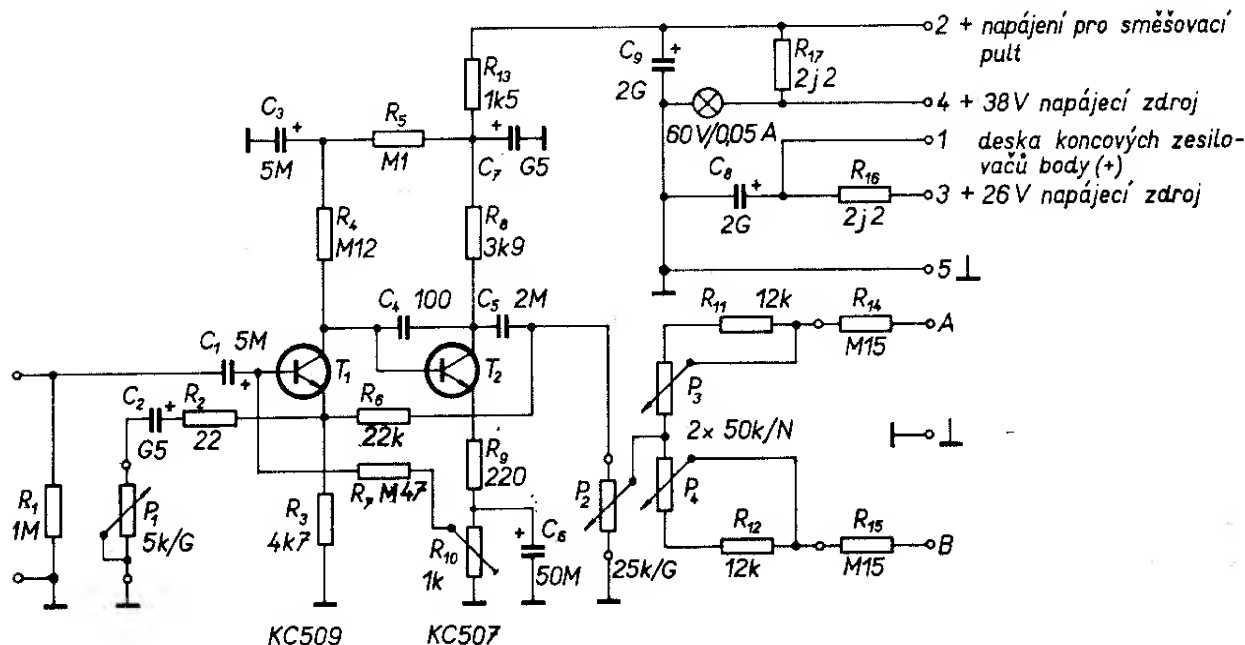 C9 +
2G
R17
2j2
2 + napájení pro směšovací
pult
R13
1k5
60V/0,05A
4 + 38V napájecí zdroj
C3 +
5M
R5
M1
C7 +
G5
1 deska koncových zesilo-
vačů body (+)
C8 +
2G
R16
2j2
3 + 26V napájecí zdroj
R4
M12
R8
3k9
5 ⊥
C4 100
C5 2M
R11 12k
R14
M15
A
C1 5M
+
T1
T2
P3
C2 +
G5
R2
22
R6
22k
2× 50k/N
⊥
R7 M47
R9
220
P2
P4
R1
1M
P1
5k/G
R3
4k7
R10
1k
+ C6
50M
25k/G
R12
12k
R15
M15
B
KC509
KC507